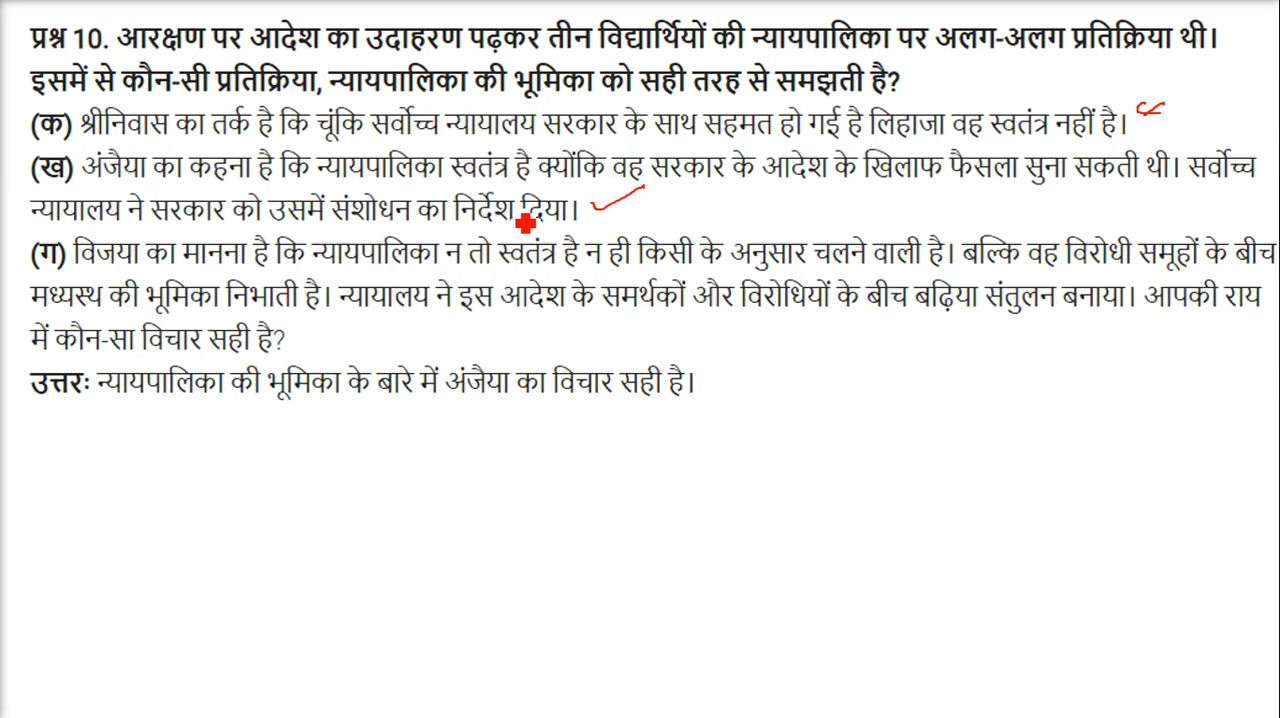 प्रश्न 10. आरक्षण पर आदेश का उदाहरण पढ़कर तीन विद्यार्थियों की न्यायपालिका पर अलग-अलग प्रतिक्रिया थी।
इसमें से कौन-सी प्रतिक्रिया, न्यायपालिका की भूमिका को सही तरह से समझती है?
(क) श्रीनिवास का तर्क है कि चूंकि सर्वोच्च न्यायालय सरकार के साथ सहमत हो गई है लिहाजा वह स्वतंत्र नहीं है।
(ख) अंजैया का कहना है कि न्यायपालिका स्वतंत्र है क्योंकि वह सरकार के आदेश के खिलाफ फैसला सुना सकती थी। सर्वोच्च
न्यायालय ने सरकार को उसमें संशोधन का निर्देश दिया।
(ग) विजया का मानना है कि न्यायपालिका न तो स्वतंत्र है न ही किसी के अनुसार चलने वाली है। बल्कि वह विरोधी समूहों के बीच
मध्यस्थ की भूमिका निभाती है। न्यायालय ने इस आदेश के समर्थकों और विरोधियों के बीच बढ़िया संतुलन बनाया। आपकी राय
में कौन-सा विचार सही है?
उत्तरः न्यायपालिका की भूमिका के बारे में अंजैया का विचार सही है।